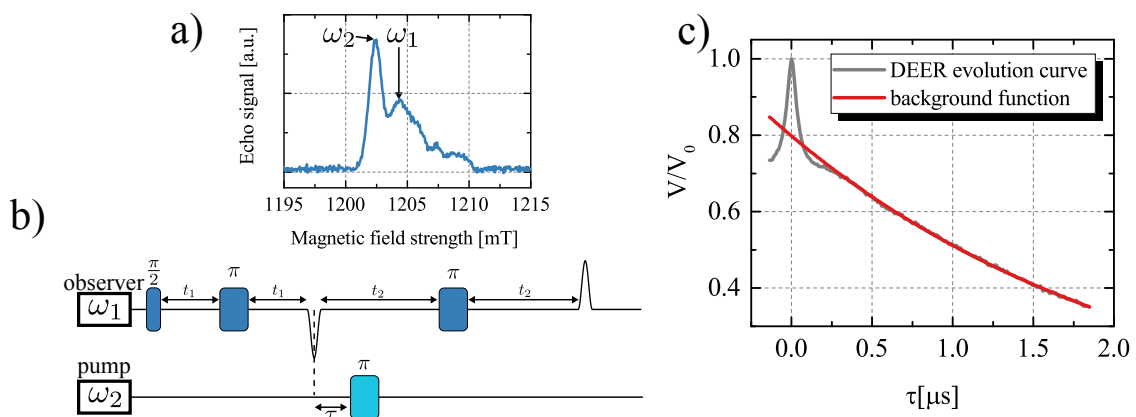 a)
ω₂ ω₁
Echo signal [a.u.]
1195 1200 1205 1210 1215
Magnetic field strength [mT]
b)
observer
ω₁
π/2
t₁
π
t₁
t₂
π
t₂
pump
ω₂
π
τ
c)
DEER evolution curve
background function
V/V₀
1.0
0.8
0.6
0.4
0.0 0.5 1.0 1.5 2.0
τ[µs]